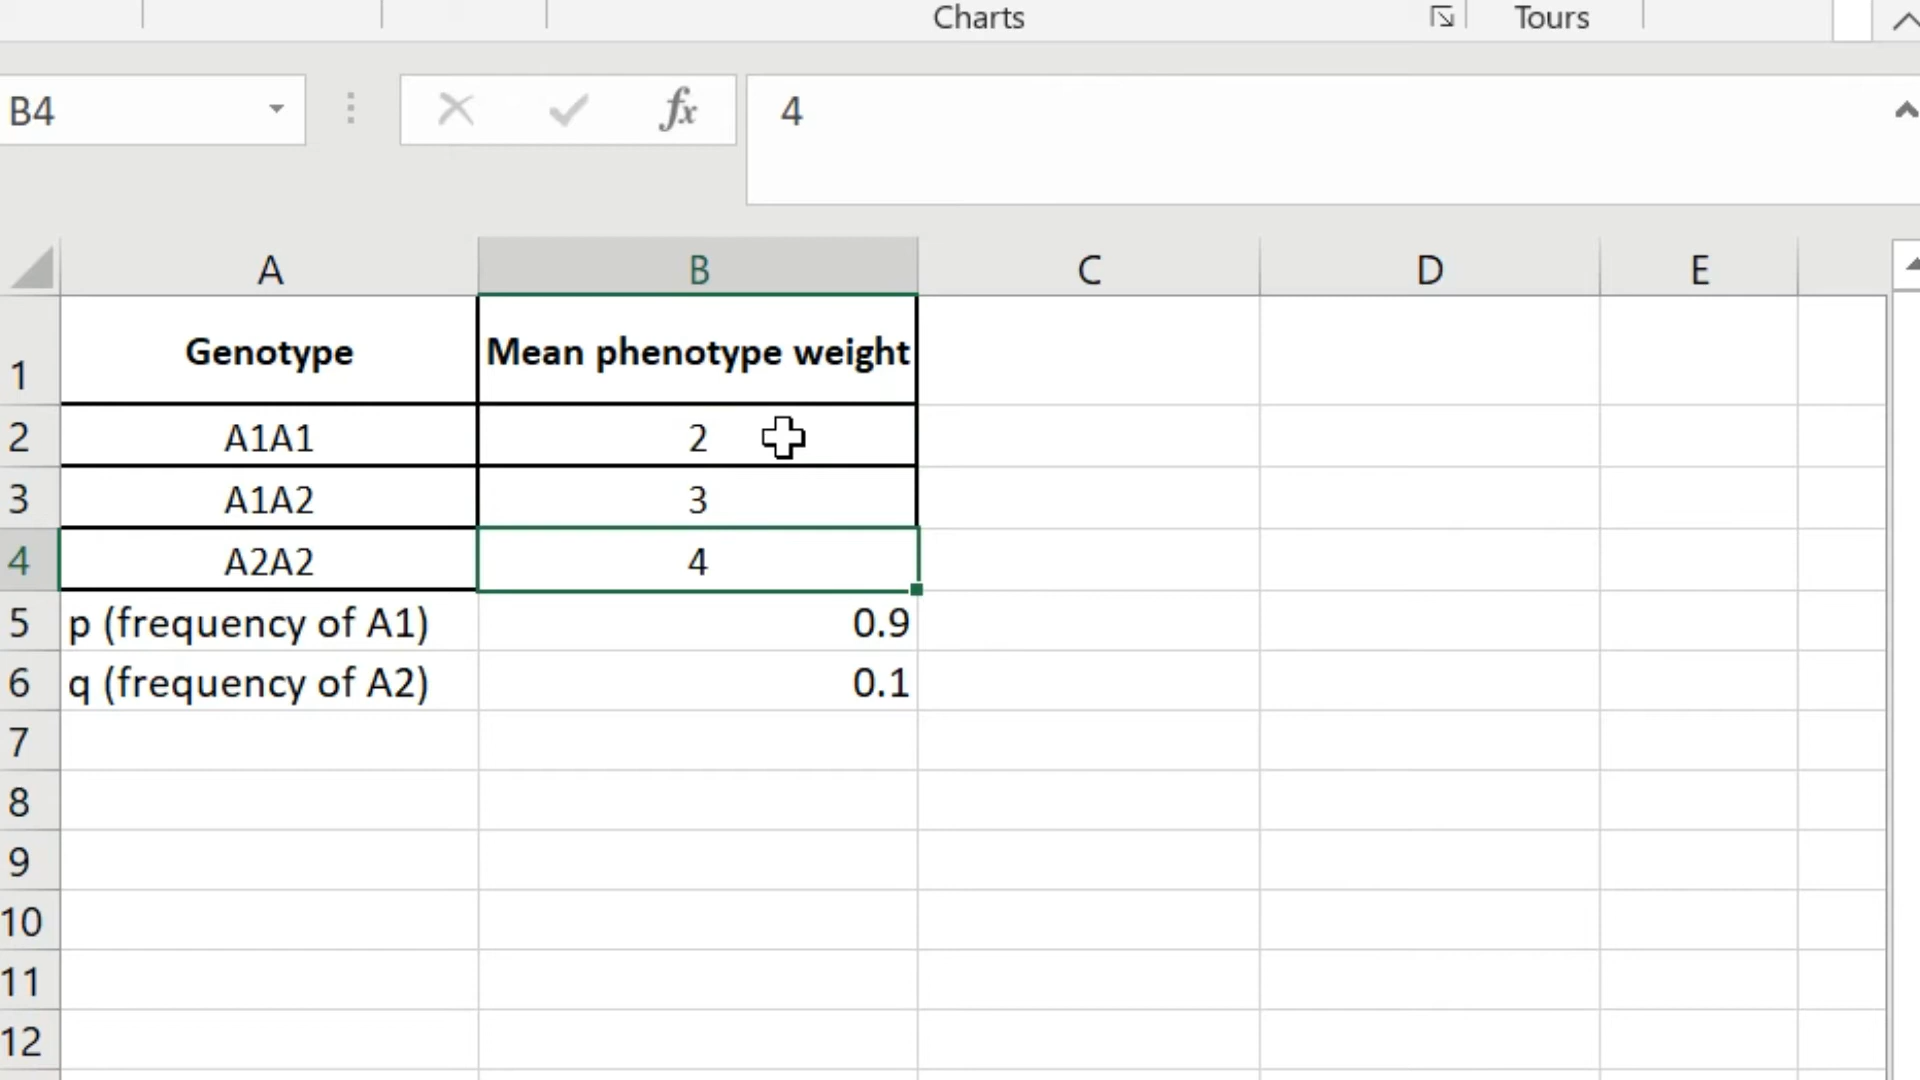 Charts Tours
B4 fx 4
A B C D E
1 Genotype Mean phenotype weight
2 A1A1 2
3 A1A2 3
4 A2A2 4
5 p (frequency of A1) 0.9
6 q (frequency of A2) 0.1
7
8
9
10
11
12